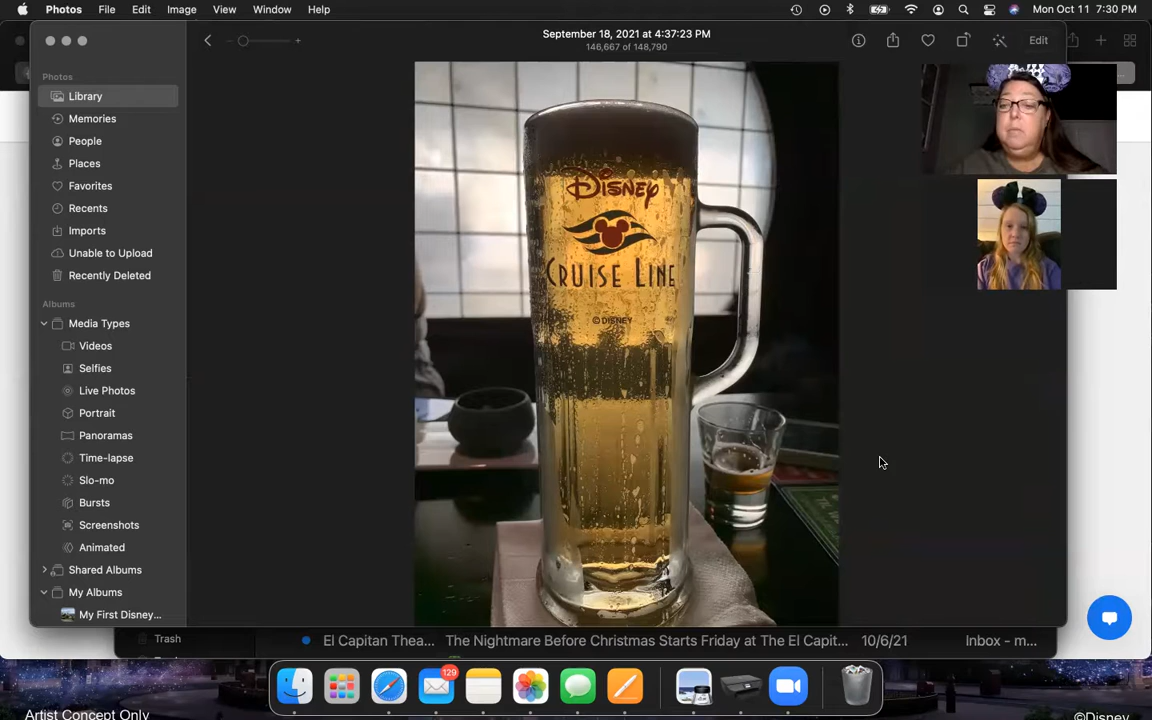 Photos File Edit Image View Window Help Mon Oct 11 7:30 PM
September 18, 2021 at 4:37:23 PM
146,667 of 148,790
Edit
Photos
Library
Memories
People
Places
Favorites
Recents
Imports
Unable to Upload
Recently Deleted
Albums
Media Types
Videos
Selfies
Live Photos
Portrait
Panoramas
Time-lapse
Slo-mo
Bursts
Screenshots
Animated
Shared Albums
My Albums
My First Disney...
Disney
CRUISE LINE
© DISNEY
Trash
El Capitan Thea... The Nightmare Before Christmas Starts Friday at The El Capit... 10/6/21 Inbox - m...
129
Artist Concept Only
©Disney